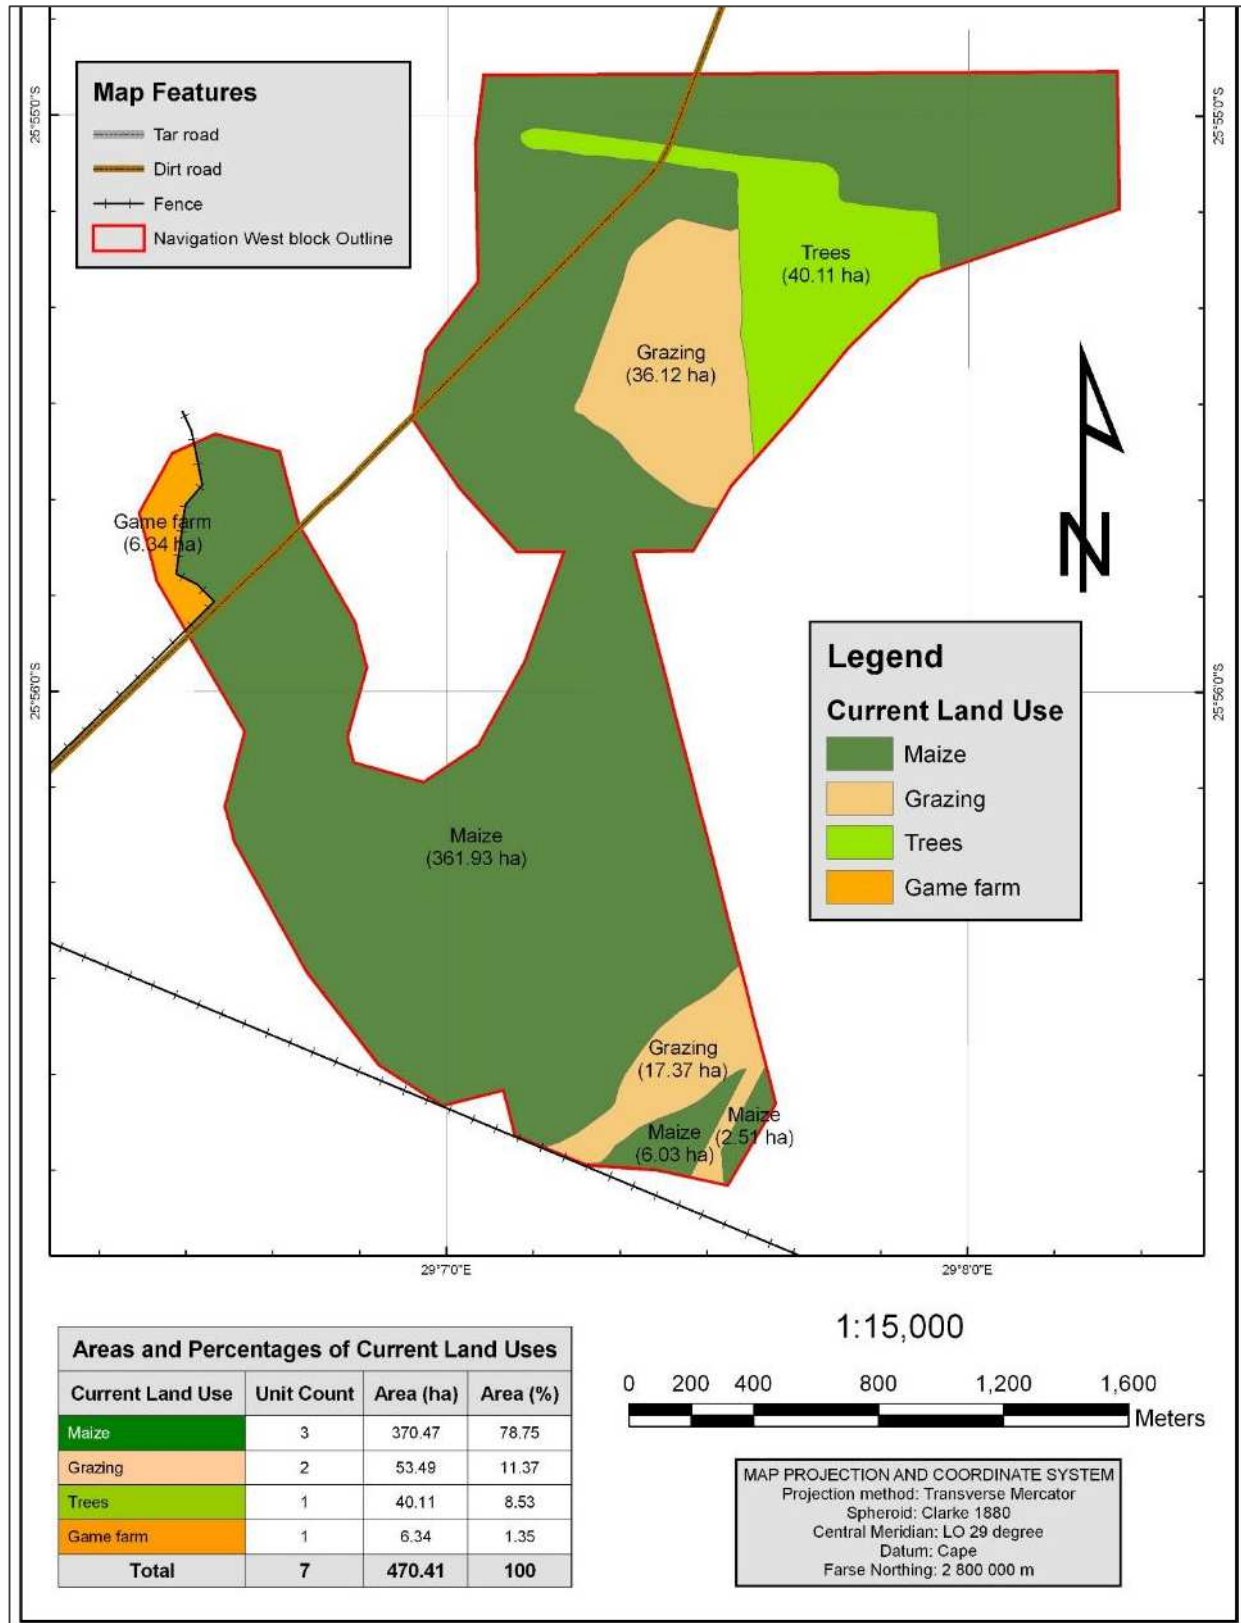 Map Features
Tar road
Dirt road
Fence
Navigation West block Outline
25°55'0"S
25°55'0"S
Trees
(40.11 ha)
Grazing
(36.12 ha)
Game farm
(6.34 ha)
N
25°56'0"S
25°56'0"S
Legend
Current Land Use
Maize
Grazing
Trees
Game farm
Maize
(361.93 ha)
Grazing
(17.37 ha)
Maize
(2.51 ha)
Maize
(6.03 ha)
29°7'0"E
29°8'0"E
Areas and Percentages of Current Land Uses
Current Land Use Unit Count Area (ha) Area (%)
Maize 3 370.47 78.75
Grazing 2 53.49 11.37
Trees 1 40.11 8.53
Game farm 1 6.34 1.35
Total 7 470.41 100
1:15,000
0 200 400 800 1,200 1,600
Meters
MAP PROJECTION AND COORDINATE SYSTEM
Projection method: Transverse Mercator
Spheroid: Clarke 1880
Central Meridian: LO 29 degree
Datum: Cape
Farse Northing: 2 800 000 m